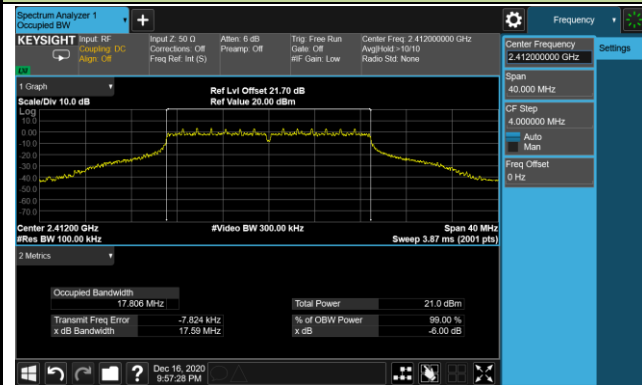 Spectrum Analyzer 1
Occupied BW
Frequency
KEYSIGHT
Input: RF
Coupling: DC
Align: Off
Input Z: 50 Ω
Corrections: Off
Freq Ref: Int (S)
Atten: 6 dB
Preamp: Off
Trig: Free Run
Gate: Off
#IF Gain: Low
Center Freq: 2.412000000 GHz
Avg|Hold:>10/10
Radio Std: None
Center Frequency
2.412000000 GHz
Settings
Span
40.000 MHz
CF Step
4.000000 MHz
Auto
Man
Freq Offset
0 Hz
1 Graph
Scale/Div 10.0 dB
Ref Lvl Offset 21.70 dB
Ref Value 20.00 dBm
Log
10.0
0.00
-10.0
-20.0
-30.0
-40.0
-50.0
-60.0
-70.0
Center 2.41200 GHz
#Res BW 100.00 kHz
#Video BW 300.00 kHz
Span 40 MHz
Sweep 3.87 ms (2001 pts)
2 Metrics
Occupied Bandwidth
17.806 MHz
Total Power 21.0 dBm
Transmit Freq Error -7.824 kHz
% of OBW Power 99.00 %
x dB Bandwidth 17.59 MHz
x dB -6.00 dB
Dec 16, 2020
9:57:28 PM